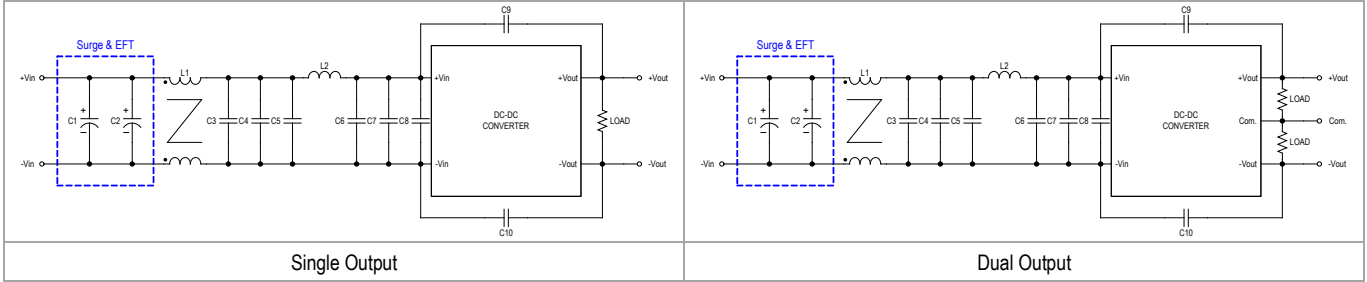 C9
Surge & EFT
L1
L2
+Vin
+Vin
+Vout
+Vout
+
+
C1
C2
C3
C4
C5
C6
C7
C8
DC-DC
CONVERTER
LOAD
-Vin
-Vin
-Vout
-Vout
C10
Single Output
C9
Surge & EFT
L1
L2
+Vin
+Vin
+Vout
+Vout
LOAD
+
+
C1
C2
C3
C4
C5
C6
C7
C8
DC-DC
CONVERTER
Com.
Com.
LOAD
-Vin
-Vin
-Vout
-Vout
C10
Dual Output